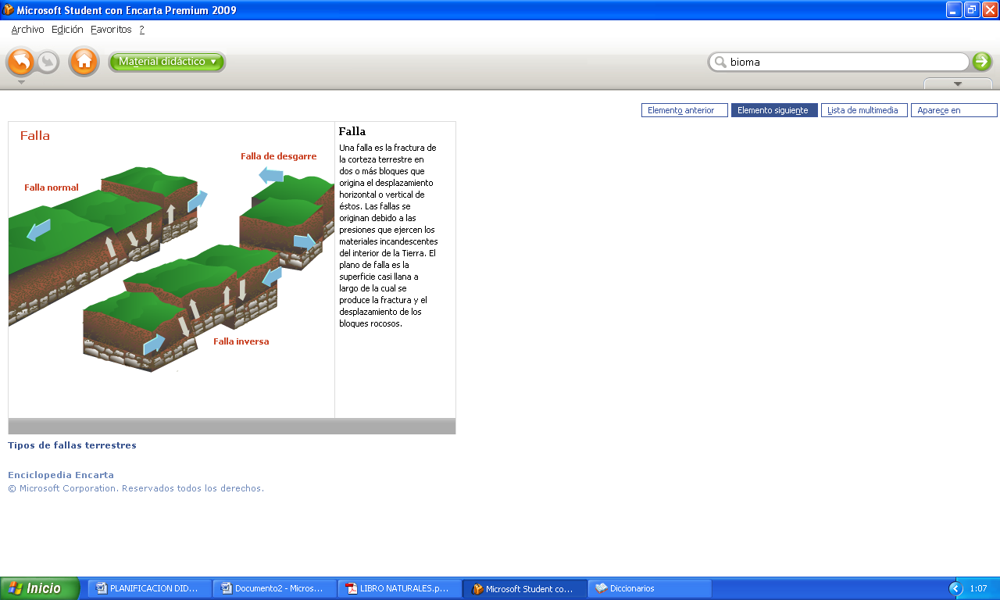 Microsoft Student con Encarta Premium 2009
Archivo Edición Favoritos ?
Material didáctico
bioma
Elemento anterior
Elemento siguiente
Lista de multimedia
Aparece en
Falla
Falla de desgarre
Falla normal
Falla inversa
Falla
Una falla es la fractura de
la corteza terrestre en
dos o más bloques que
origina el desplazamiento
horizontal o vertical de
éstos. Las fallas se
originan debido a las
presiones que ejercen los
materiales incandescentes
del interior de la Tierra. El
plano de falla es la
superficie casi llana a
largo de la cual se
produce la fractura y el
desplazamiento de los
bloques rocosos.
Tipos de fallas terrestres
Enciclopedia Encarta
© Microsoft Corporation. Reservados todos los derechos.
Inicio
PLANIFICACION DID...
Documento2 - Micros...
LIBRO NATURALES.p...
Microsoft Student co...
Diccionarios
1:07